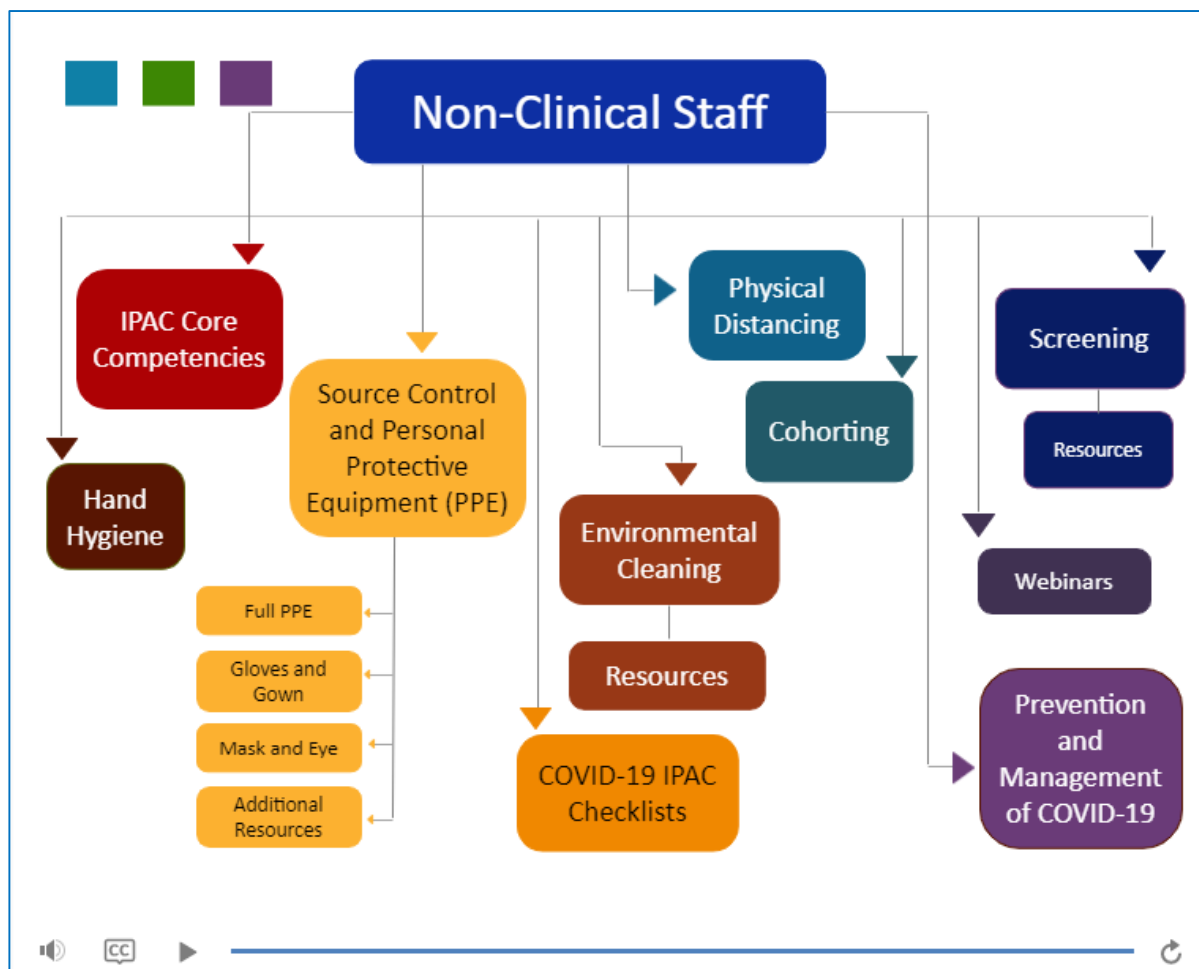 Non-Clinical Staff
IPAC Core
Competencies
Hand
Hygiene
Source Control
and Personal
Protective
Equipment (PPE)
Full PPE
Gloves and
Gown
Mask and Eye
Additional
Resources
COVID-19 IPAC
Checklists
Environmental
Cleaning
Resources
Physical
Distancing
Cohorting
Screening
Resources
Webinars
Prevention
and
Management
of COVID-19
CC